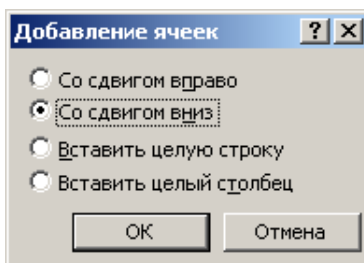 Добавление ячеек ? ×
Со сдвигом вправо
Со сдвигом вниз
Вставить целую строку
Вставить целый столбец
ОК Отмена